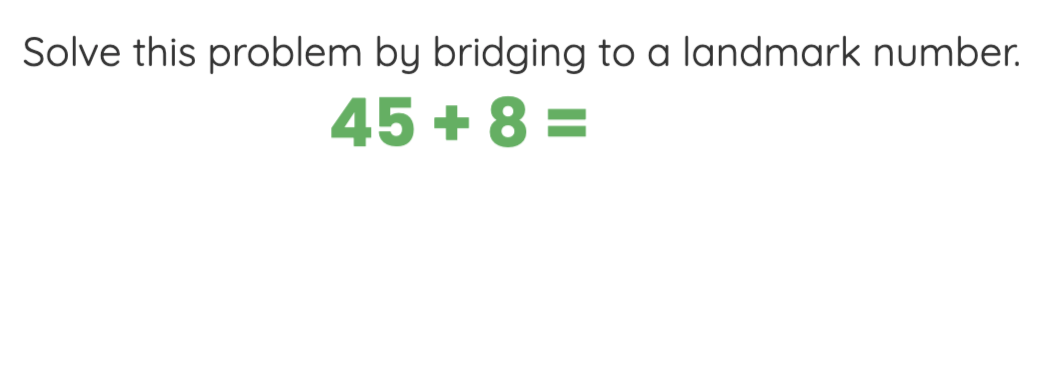 Solve this problem by bridging to a landmark number.
45 + 8 =